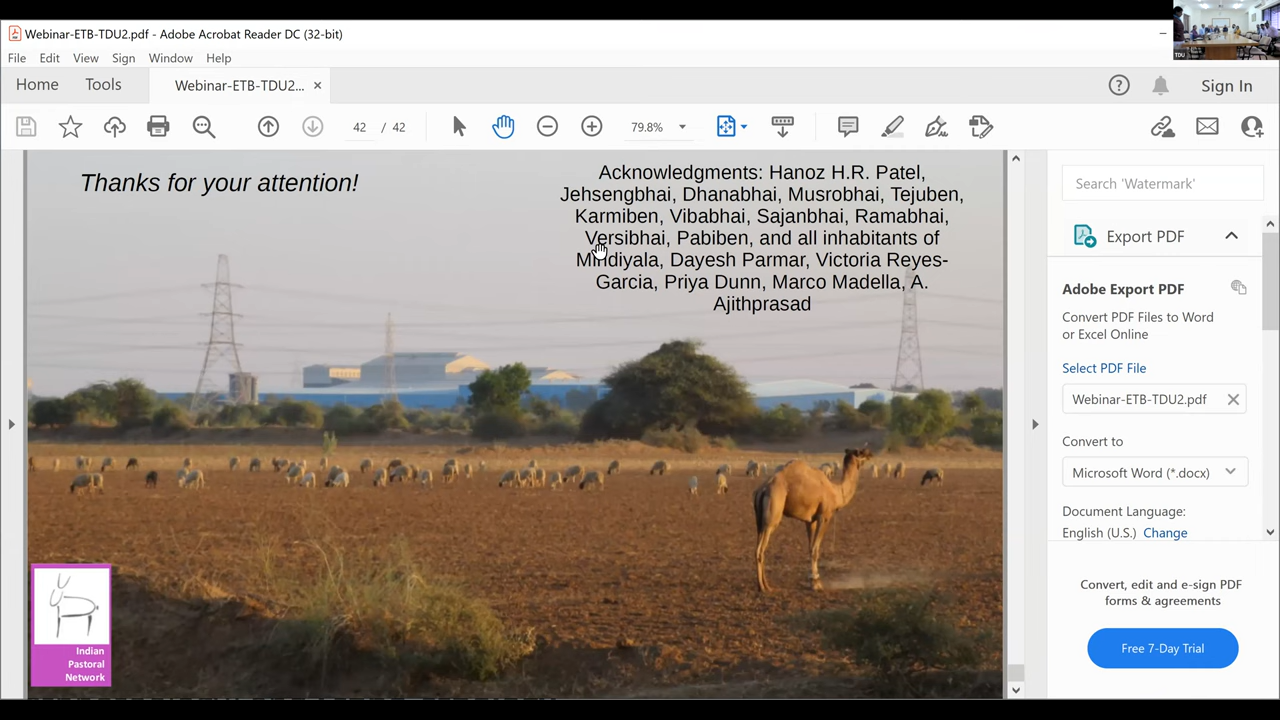 Webinar-ETB-TDU2.pdf - Adobe Acrobat Reader DC (32-bit)
TDU
File Edit View Sign Window Help
Home Tools Webinar-ETB-TDU2... Sign In
42 / 42 79.8%
Thanks for your attention!
Acknowledgments: Hanoz H.R. Patel,
Jehsengbhai, Dhanabhai, Musrobhai, Tejuben,
Karmiben, Vibabhai, Sajanbhai, Ramabhai,
Versibhai, Pabiben, and all inhabitants of
Mindiyala, Dayesh Parmar, Victoria Reyes-
Garcia, Priya Dunn, Marco Madella, A.
Ajithprasad
Indian
Pastoral
Network
Search 'Watermark'
Export PDF
Adobe Export PDF
Convert PDF Files to Word
or Excel Online
Select PDF File
Webinar-ETB-TDU2.pdf
Convert to
Microsoft Word (*.docx)
Document Language:
English (U.S.) Change
Convert, edit and e-sign PDF
forms & agreements
Free 7-Day Trial